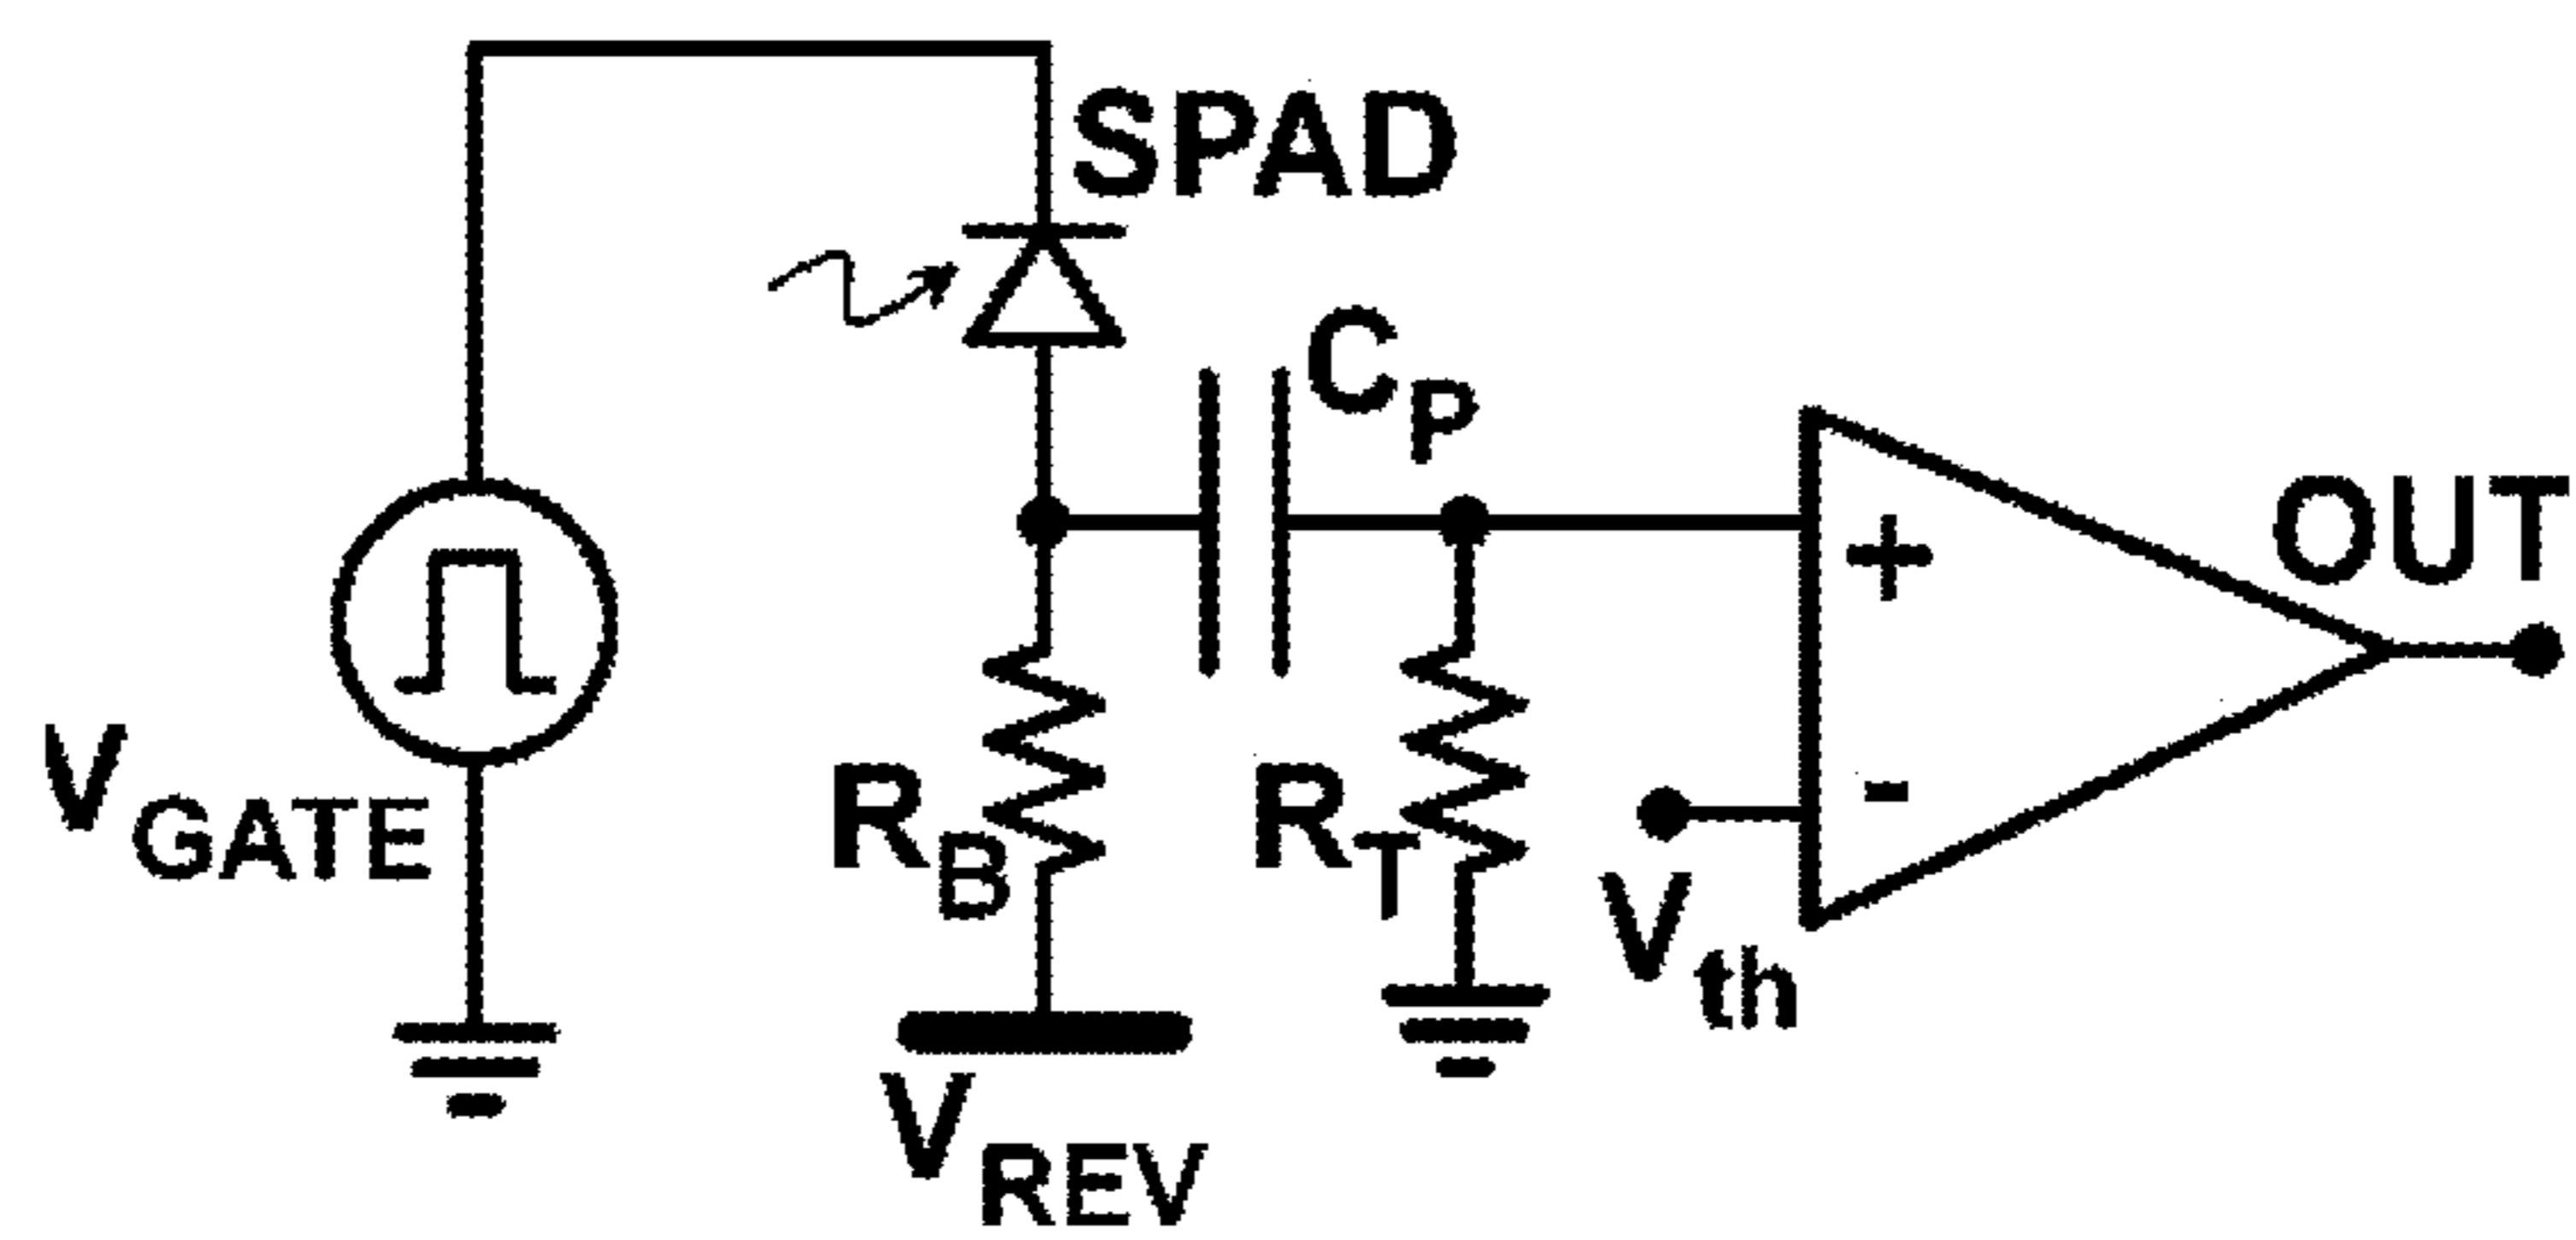 SPAD
CP
OUT
+
VGATE
RB
RT
-
Vth
VREV